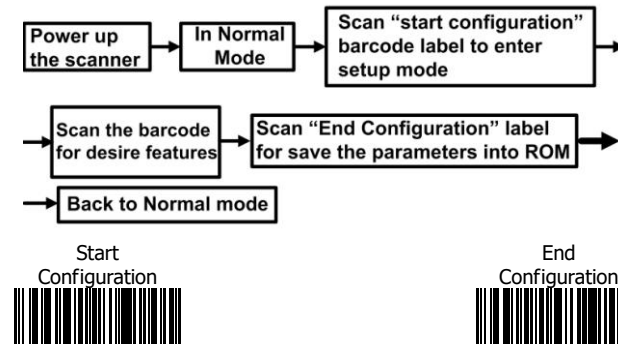 Power up
the scanner
In Normal
Mode
Scan “start configuration”
barcode label to enter
setup mode
Scan the barcode
for desire features
Scan “End Configuration” label
for save the parameters into ROM
Back to Normal mode
Start
Configuration
End
Configuration